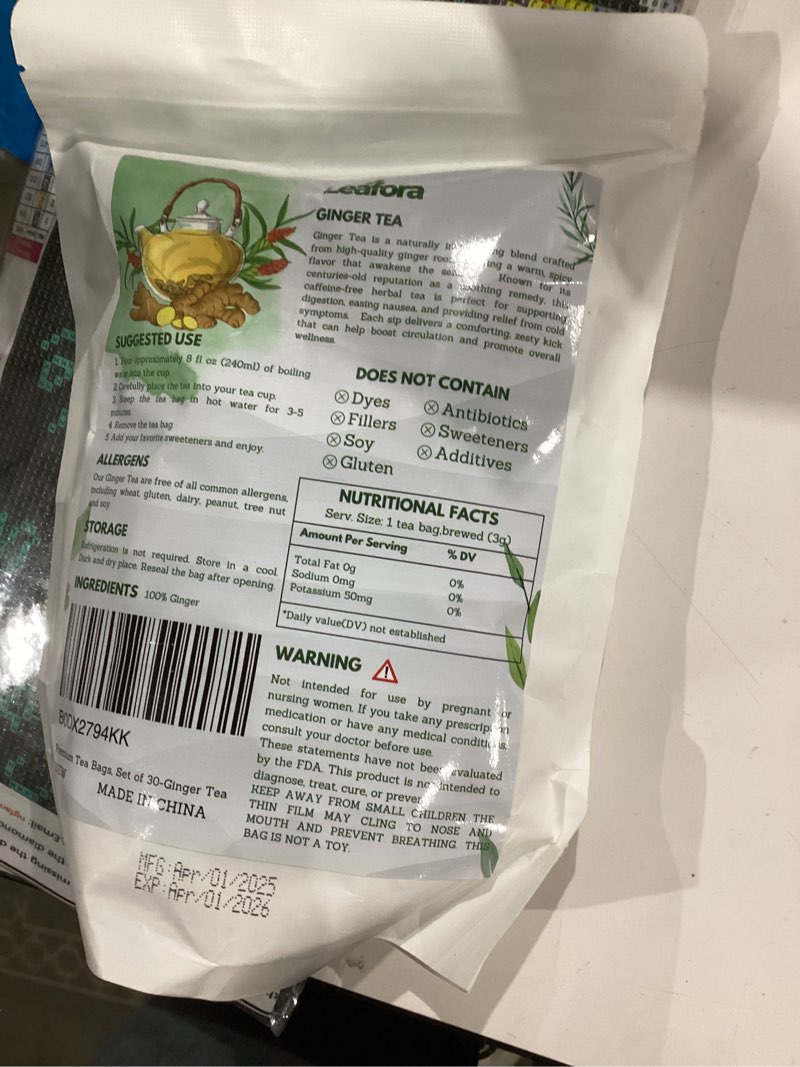 Leafora
GINGER TEA
Ginger Tea is a naturally ng blend crafted
from high-quality ginger ing a warm, spicy
flavor that awakens the Known for its
centuries-old reputation as a soothing remedy, this
caffeine-free herbal tea is perfect for supporting
digestion, easing nausea, and providing relief from cold
symptoms. Each sip delivers a comforting, zesty kick
that can help boost circulation and promote overall
wellness.
SUGGESTED USE
1. Pour approximately 8 fl oz (240ml) of boiling
water into the cup.
2. Carefully place the tea into your tea cup.
3. Steep the tea bag in hot water for 3-5
minutes.
4. Remove the tea bag.
5. Add your favorite sweeteners and enjoy.
DOES NOT CONTAIN
Dyes
Fillers
Soy
Gluten
Antibiotics
Sweeteners
Additives
ALLERGENS
Our Ginger Tea are free of all common allergens,
including wheat, gluten, dairy, peanut, tree nut
and soy.
STORAGE
Refrigeration is not required. Store in a cool.
Dark and dry place. Reseal the bag after opening.
INGREDIENTS 100% Ginger
NUTRITIONAL FACTS
Serv. Size: 1 tea bag,brewed (3g)
Amount Per Serving % DV
Total Fat 0g 0%
Sodium 0mg 0%
Potassium 50mg 0%
*Daily value(DV) not established
WARNING
Not intended for use by pregnant or
nursing women. If you take any prescription
medication or have any medical conditions.
consult your doctor before use.
These statements have not been evaluated
by the FDA. This product is not intended to
diagnose, treat, cure, or prevent
KEEP AWAY FROM SMALL CHILDREN, THE
THIN FILM MAY CLING TO NOSE AND
MOUTH AND PREVENT BREATHING. THIS
BAG IS NOT A TOY.
Tea Bags, Set of 30-Ginger Tea
MADE IN CHINA
MFG:Apr/01/2025
EXP:Apr/01/2026